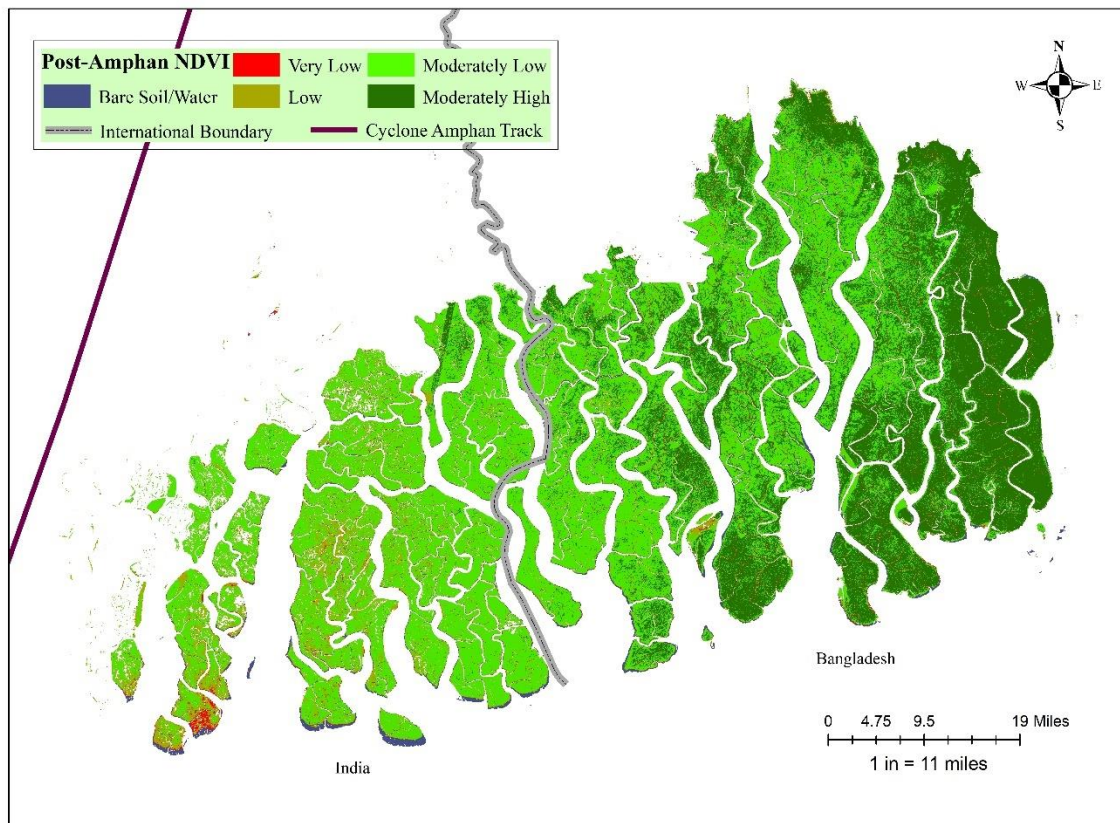 Post-Amphan NDVI
Very Low
Moderately Low
Bare Soil/Water
Low
Moderately High
International Boundary
Cyclone Amphan Track
N
W E
S
Bangladesh
India
0 4.75 9.5 19 Miles
1 in = 11 miles